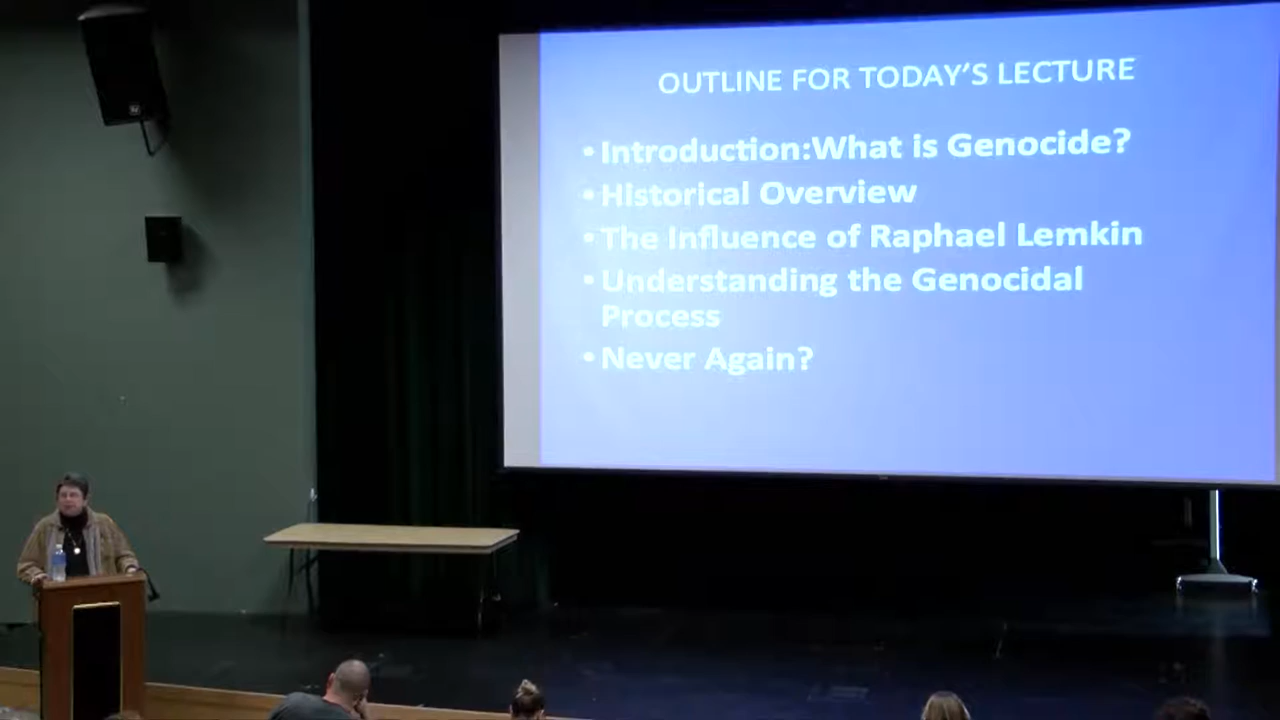 OUTLINE FOR TODAY'S LECTURE
•Introduction:What is Genocide?
•Historical Overview
•The Influence of Raphael Lemkin
•Understanding the Genocidal
Process
•Never Again?